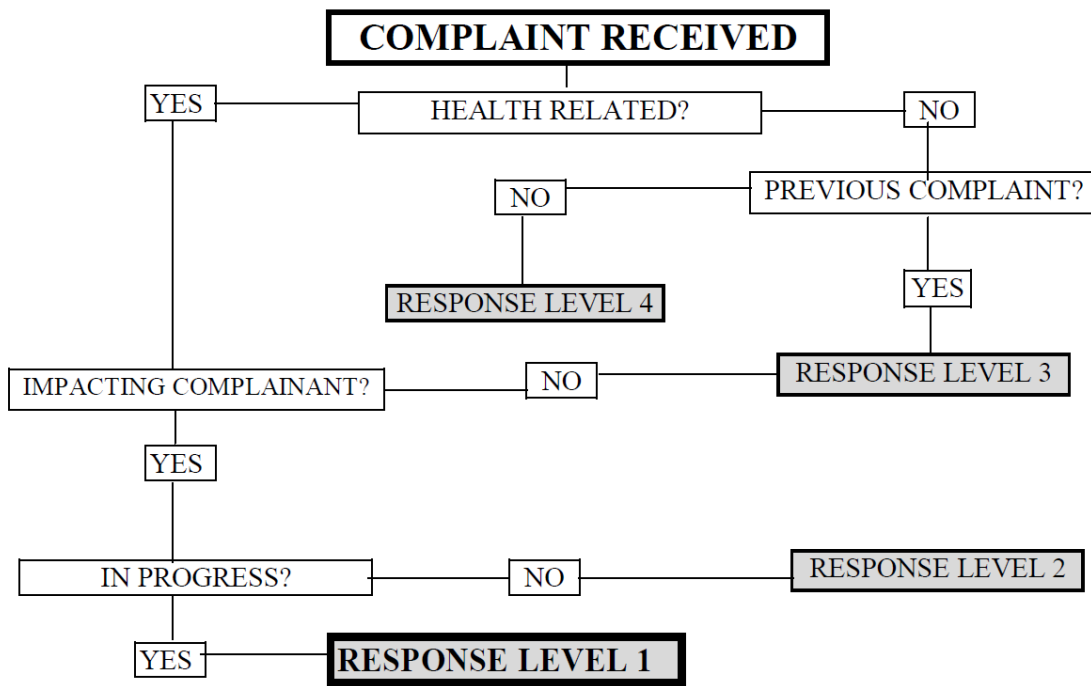 COMPLAINT RECEIVED
YES
HEALTH RELATED?
NO
NO
PREVIOUS COMPLAINT?
RESPONSE LEVEL 4
YES
IMPACTING COMPLAINANT?
NO
RESPONSE LEVEL 3
YES
IN PROGRESS?
NO
RESPONSE LEVEL 2
YES
RESPONSE LEVEL 1